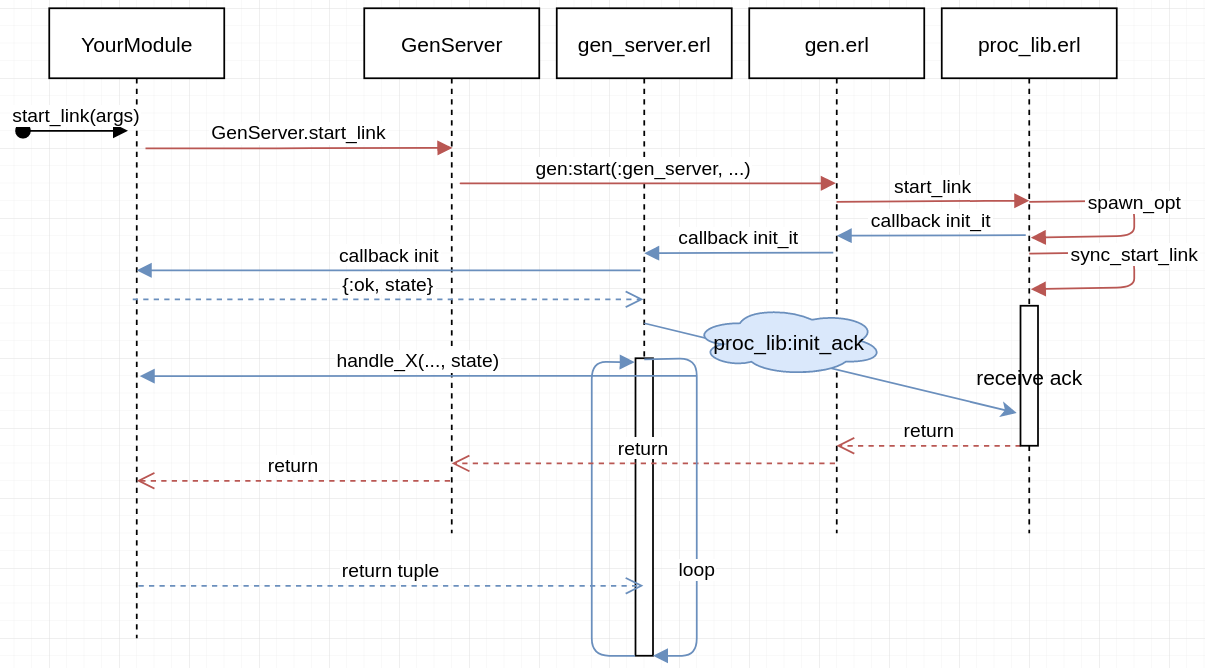 YourModule
GenServer
gen_server.erl
gen.erl
proc_lib.erl
start_link(args)
GenServer.start_link
gen:start(:gen_server, ...)
start_link
spawn_opt
callback init_it
callback init_it
callback init
sync_start_link
{:ok, state}
proc_lib:init_ack
handle_X(..., state)
receive ack
return
return
return
loop
return tuple